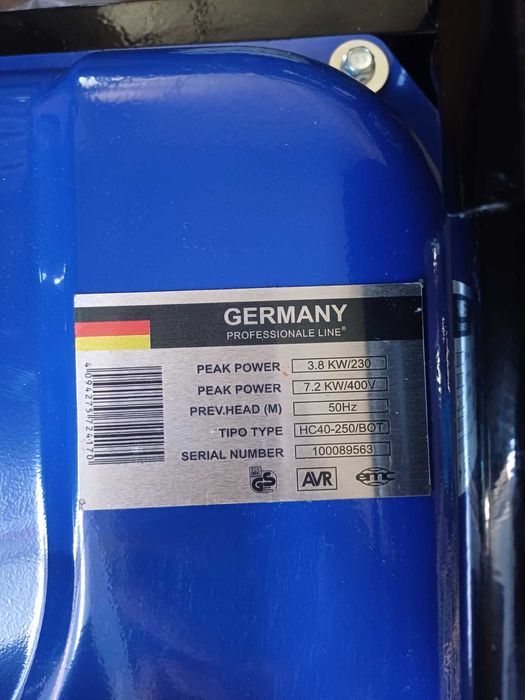 GERMANY
PROFESSIONALE LINE®
PEAK POWER 3.8 KW/230
PEAK POWER 7.2 KW/400V
PREV.HEAD (M) 50Hz
TIPO TYPE HC40-250/BOT
SERIAL NUMBER 100089563
GS AVR emc